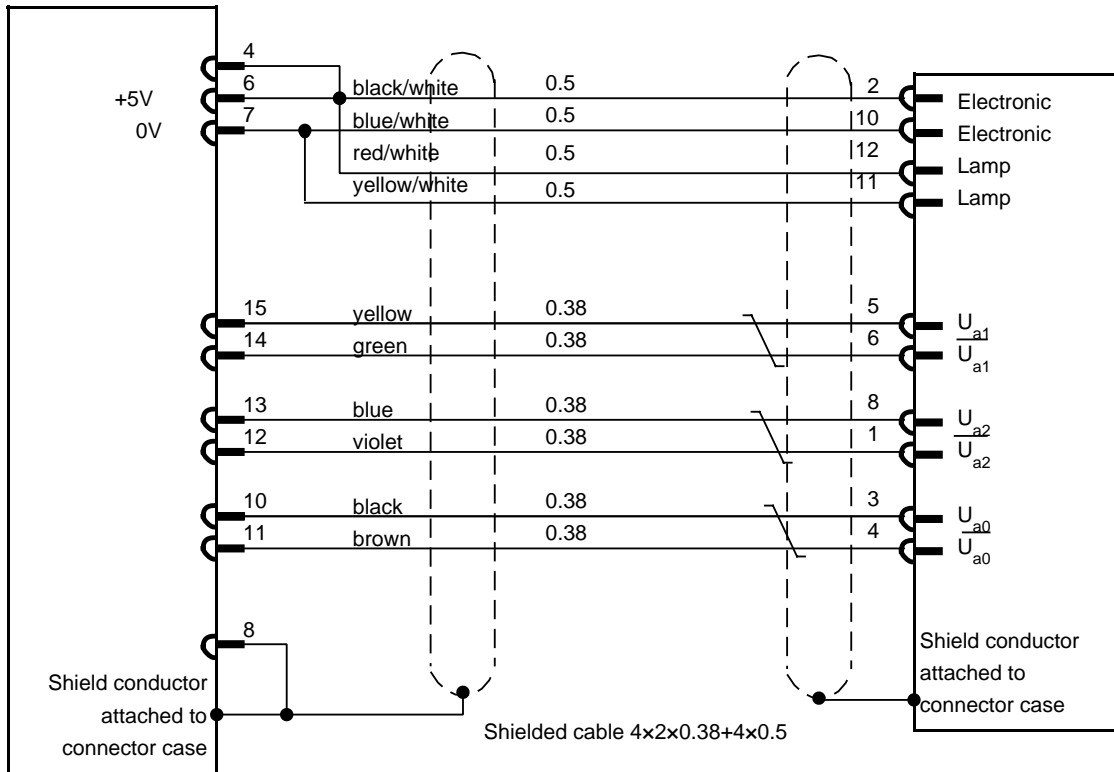 4
6 black/white 0.5 2
+5V Electronic
7 blue/white 0.5 10
0V Electronic
red/white 0.5 12
Lamp
yellow/white 0.5 11
Lamp
15 yellow 0.38 5
Ua1
14 green 0.38 6
U̅a1
13 blue 0.38 8
Ua2
12 violet 0.38 1
U̅a2
10 black 0.38 3
Ua0
11 brown 0.38 4
U̅a0
8
Shield conductor
attached to
connector case
Shield conductor
attached to
connector case
Shielded cable 4×2×0.38+4×0.5